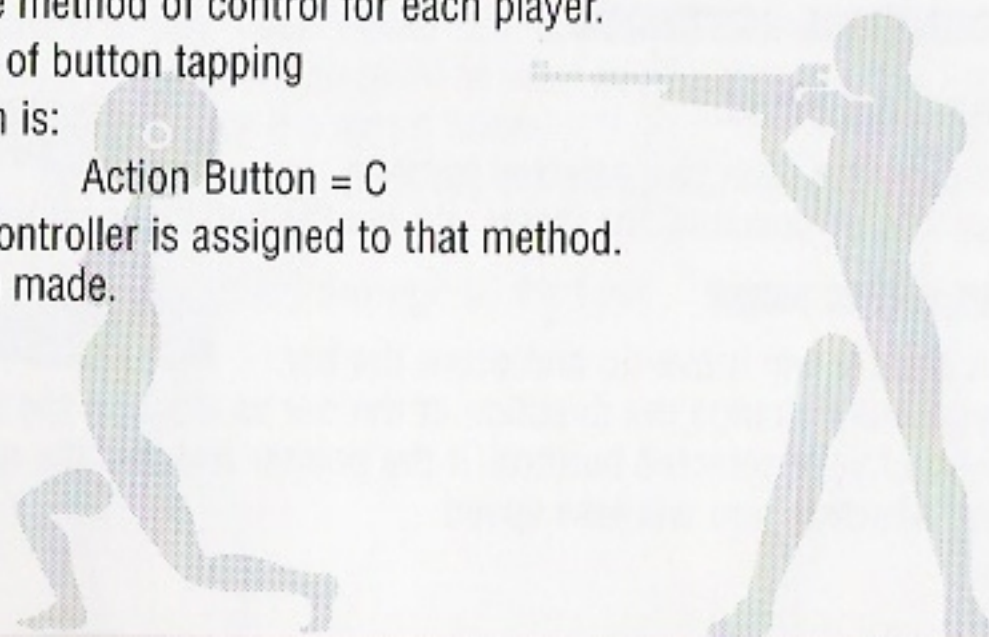 method of control for each player.
of button tapping
is:
Action Button = C
ontroller is assigned to that method.
made.